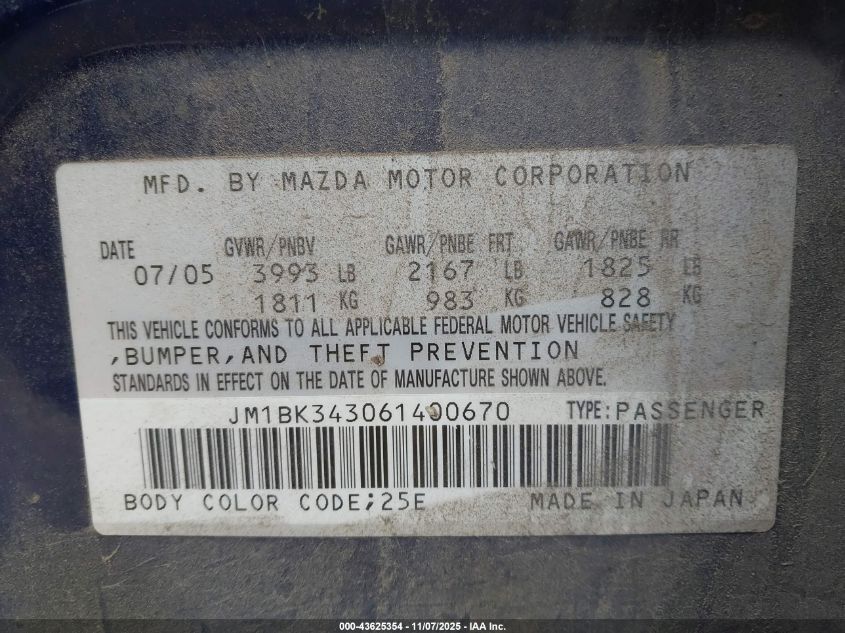 MFD. BY MAZDA MOTOR CORPORATION
DATE GVWR/PNBV GAWR/PNBE FRT GAWR/PNBE RR
07/05 3993 LB 2167 LB 1825 LB
1811 KG 983 KG 828 KG
THIS VEHICLE CONFORMS TO ALL APPLICABLE FEDERAL MOTOR VEHICLE SAFETY
,BUMPER,AND THEFT PREVENTION
STANDARDS IN EFFECT ON THE DATE OF MANUFACTURE SHOWN ABOVE.
JM1BK343061400670 TYPE:PASSENGER
BODY COLOR CODE;25E MADE IN JAPAN
000-43625354 - 11/07/2025 - IAA Inc.